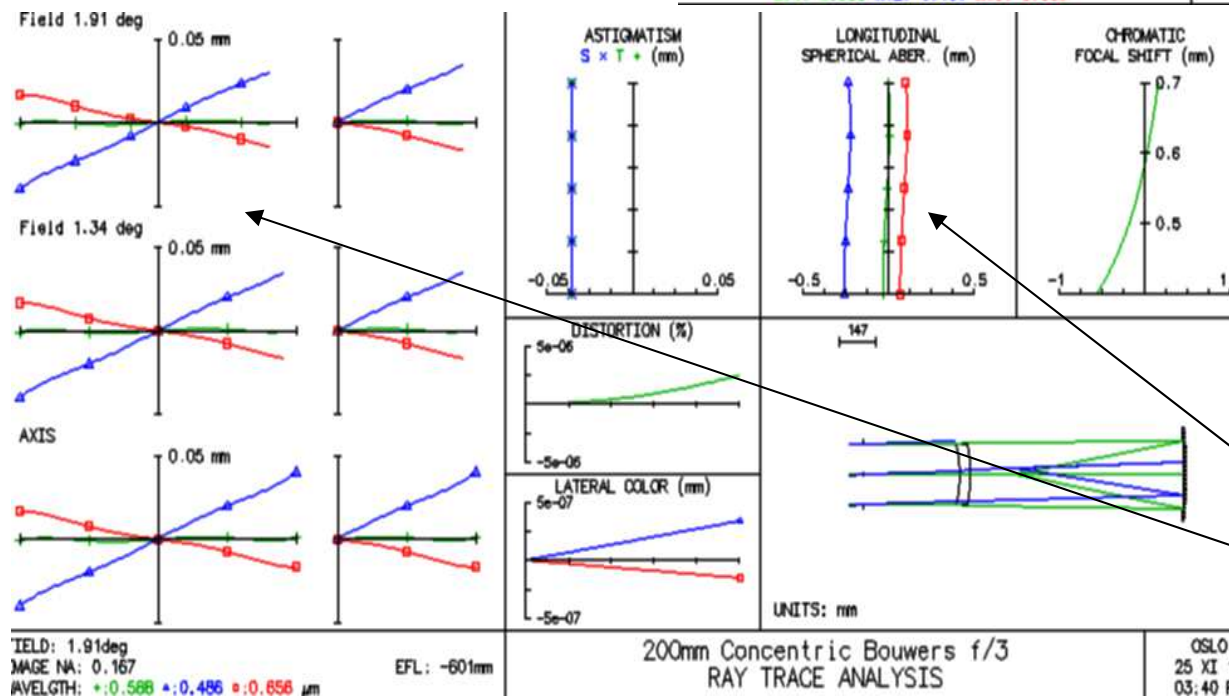 Field 1.91 deg
0.05 mm
Field 1.34 deg
0.05 mm
AXIS
0.05 mm
ASTIGMATISM
S × T + (mm)
-0.05
0.05
LONGITUDINAL
SPHERICAL ABER. (mm)
-0.5
0.5
CHROMATIC
FOCAL SHIFT (mm)
0.7
0.6
0.5
-1
1
DISTORTION (%)
5e-06
-5e-06
LATERAL COLOR (mm)
5e-07
-5e-07
147
UNITS: mm
IELD: 1.91deg
MAGE NA: 0.167
EFL: -601mm
AVELGTH: +:0.588 ▵:0.486 ▫:0.656 µm
200mm Concentric Bouwers f/3
RAY TRACE ANALYSIS
OSLO
25 XI
03:40